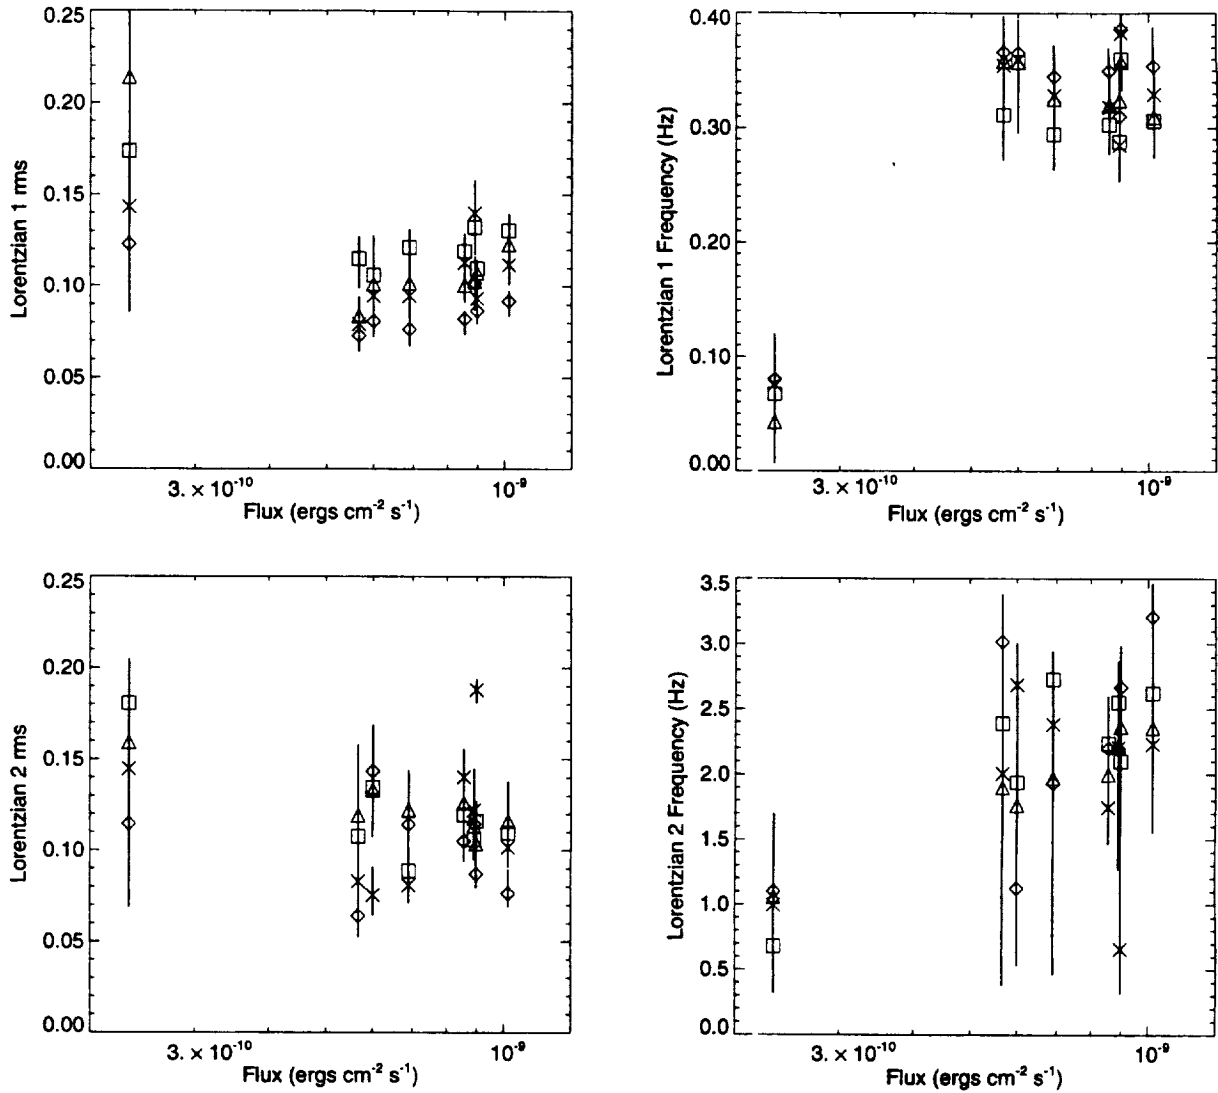 0.25
0.20
0.15
0.10
0.05
0.00
Lorentzian 1 rms
3. × 10⁻¹⁰
10⁻⁹
Flux (ergs cm⁻² s⁻¹)
0.40
0.30
0.20
0.10
0.00
Lorentzian 1 Frequency (Hz)
3. × 10⁻¹⁰
10⁻⁹
Flux (ergs cm⁻² s⁻¹)
0.25
0.20
0.15
0.10
0.05
0.00
Lorentzian 2 rms
3. × 10⁻¹⁰
10⁻⁹
Flux (ergs cm⁻² s⁻¹)
3.5
3.0
2.5
2.0
1.5
1.0
0.5
0.0
Lorentzian 2 Frequency (Hz)
3. × 10⁻¹⁰
10⁻⁹
Flux (ergs cm⁻² s⁻¹)